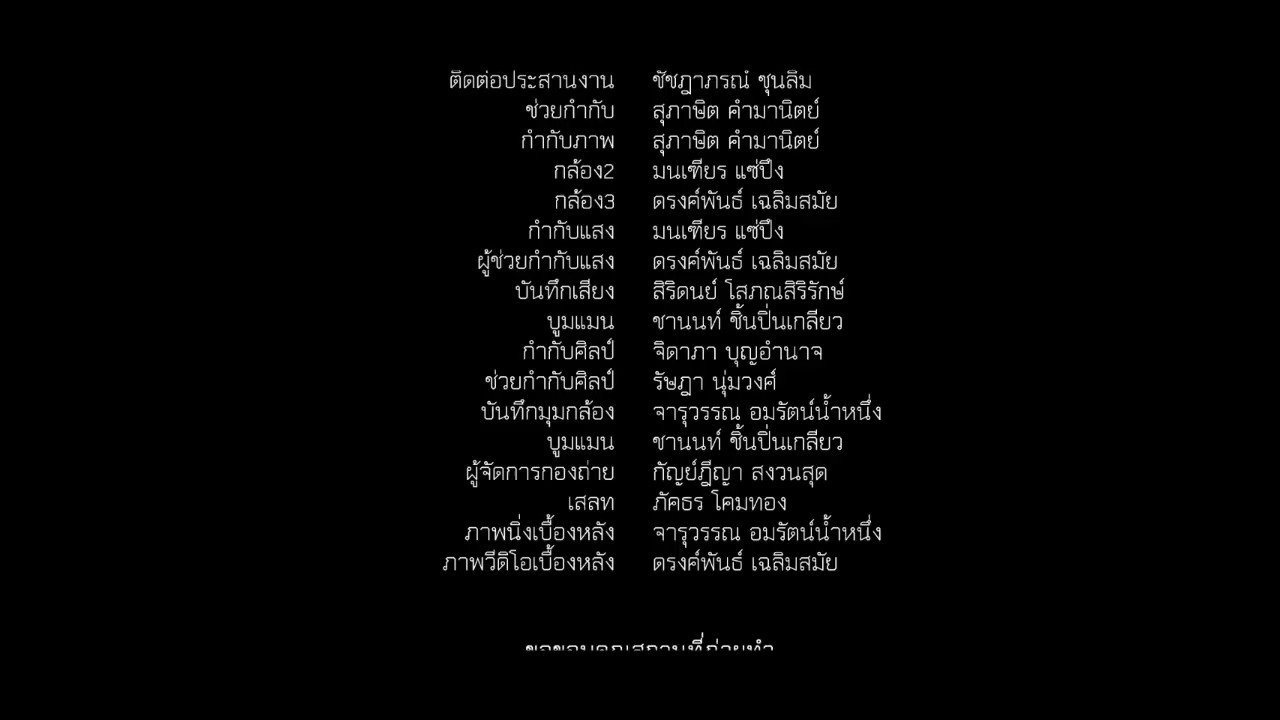 ติดต่อประสานงาน ชัชฎาภรณ์ ชุนลิม
ช่วยกำกับ สุภาษิต คำมานิตย์
กำกับภาพ สุภาษิต คำมานิตย์
กล้อง2 มนเฑียร แซ่ปึง
กล้อง3 ดรงค์พันธ์ เฉลิมสมัย
กำกับแสง มนเฑียร แซ่ปึง
ผู้ช่วยกำกับแสง ดรงค์พันธ์ เฉลิมสมัย
บันทึกเสียง สิริดนย์ โสภณสิริรักษ์
บูมแมน ชานนท์ ชิ้นปิ่นเกลียว
กำกับศิลป์ จิดาภา บุญอำนาจ
ช่วยกำกับศิลป์ รัษฎา นุ่มวงศ์
บันทึกมุมกล้อง จารุวรรณ อมรัตน์น้ำหนึ่ง
บูมแมน ชานนท์ ชิ้นปิ่นเกลียว
ผู้จัดการกองถ่าย กัญย์ฎีญา สงวนสุด
เสลท ภัคธร โคมทอง
ภาพนิ่งเบื้องหลัง จารุวรรณ อมรัตน์น้ำหนึ่ง
ภาพวีดิโอเบื้องหลัง ดรงค์พันธ์ เฉลิมสมัย
ขอขอบคุณสถานที่ถ่ายทำ